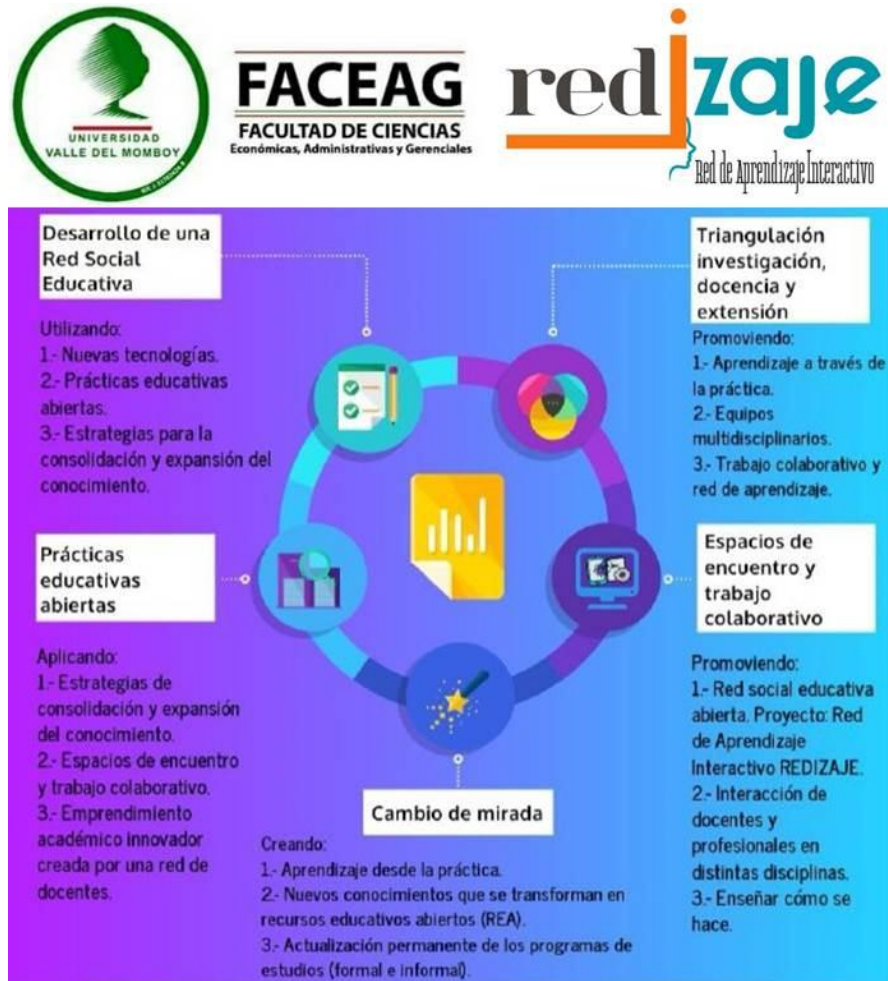 UNIVERSIDAD
VALLE DEL MOMBOY
FACEAG
FACULTAD DE CIENCIAS
Económicas, Administrativas y Gerenciales
redizaje
Red de Aprendizaje Interactivo
Desarrollo de una
Red Social
Educativa
Utilizando:
1.- Nuevas tecnologías.
2.- Prácticas educativas
abiertas.
3.- Estrategias para la
consolidación y expansión del
conocimiento.
Triangulación
investigación,
docencia y
extensión
Promoviendo:
1.- Aprendizaje a través de
la práctica.
2.- Equipos
multidisciplinarios.
3.- Trabajo colaborativo y
red de aprendizaje.
Prácticas
educativas
abiertas
Aplicando:
1.- Estrategias de
consolidación y expansión
del conocimiento.
2.- Espacios de encuentro
y trabajo colaborativo.
3.- Emprendimiento
académico innovador
creada por una red de
docentes.
Espacios de
encuentro y
trabajo
colaborativo
Promoviendo:
1.- Red social educativa
abierta. Proyecto: Red
de Aprendizaje
Interactivo REDIZAJE.
2.- Interacción de
docentes y
profesionales en
distintas disciplinas.
3.- Enseñar cómo se
hace.
Cambio de mirada
Creando:
1.- Aprendizaje desde la práctica.
2.- Nuevos conocimientos que se transforman en
recursos educativos abiertos (REA).
3.- Actualización permanente de los programas de
estudios (formal e informal).